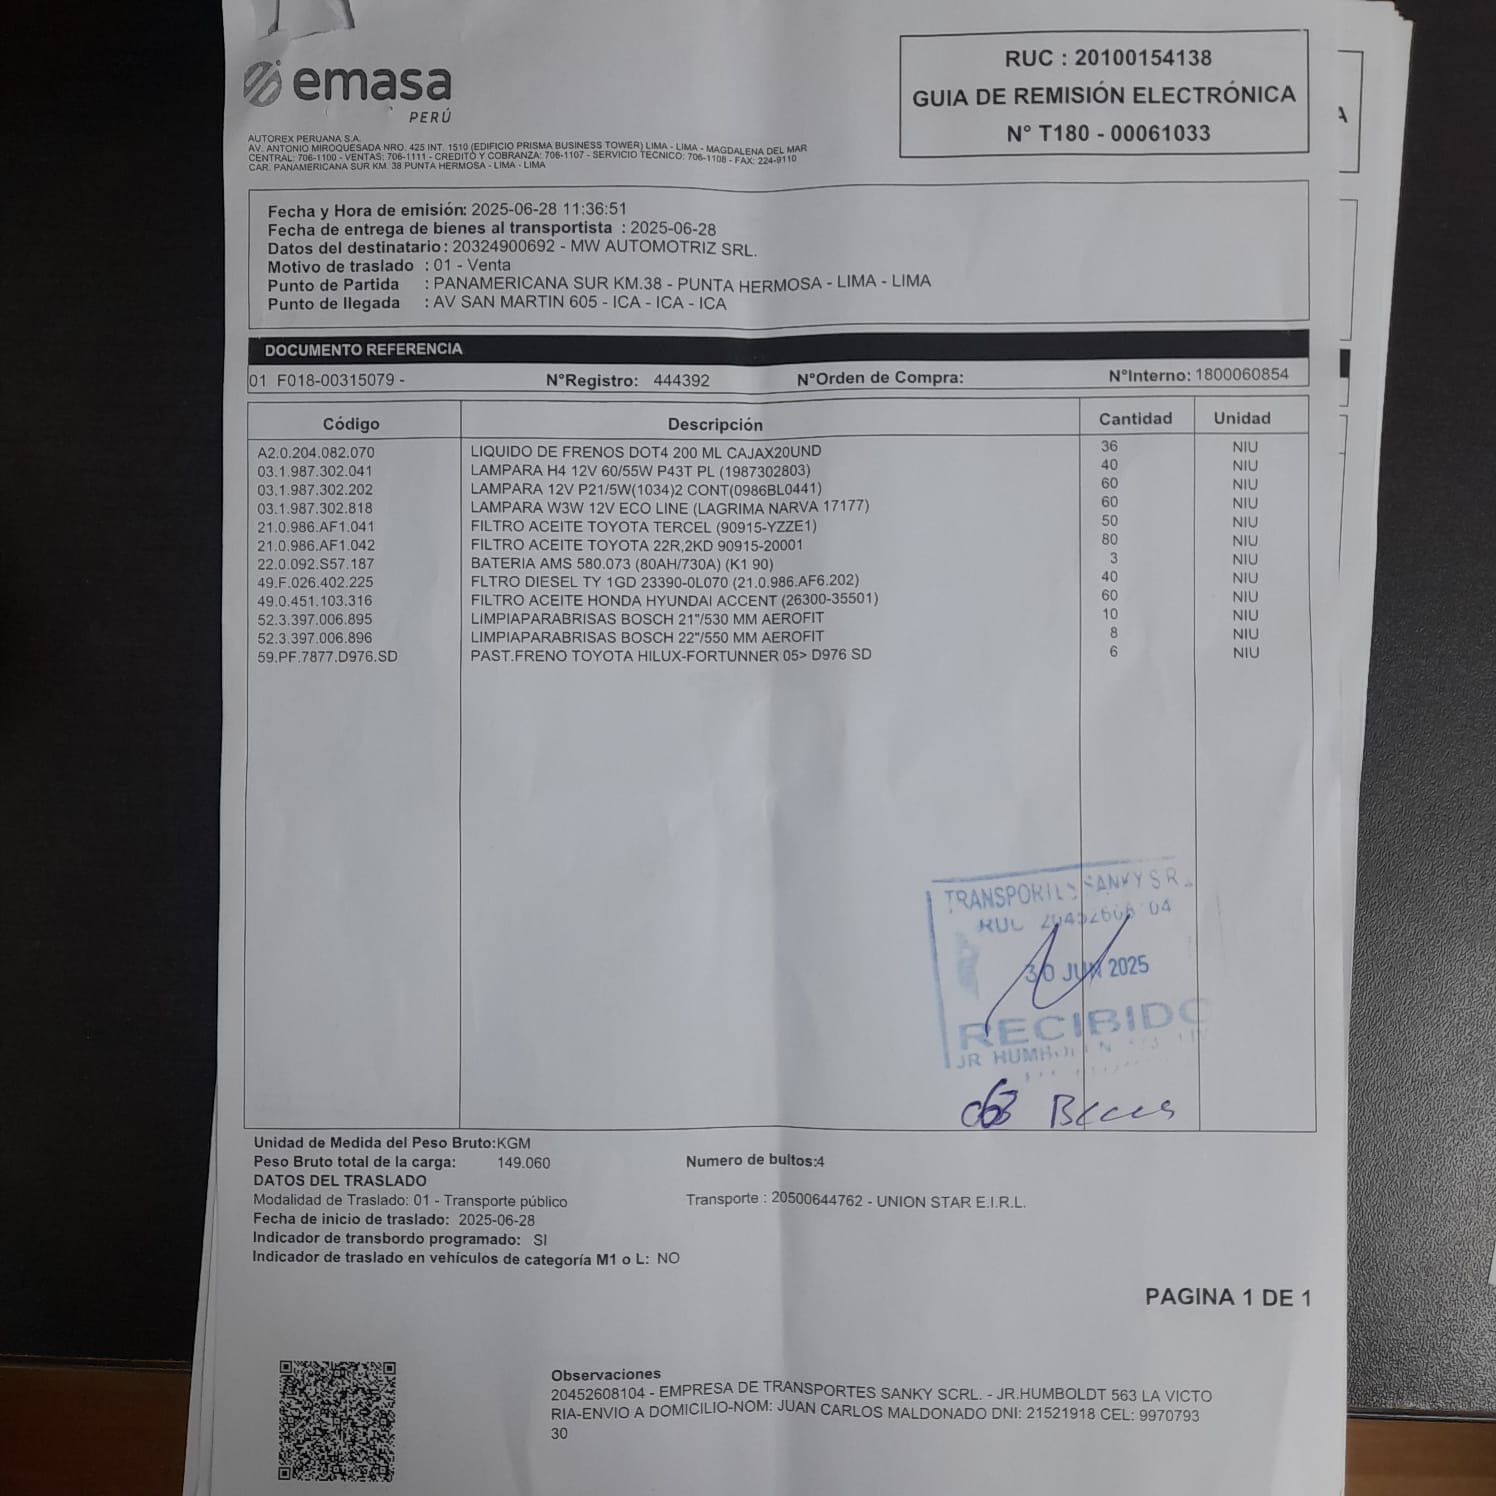 emasa
PERÚ
RUC : 20100154138
GUIA DE REMISIÓN ELECTRÓNICA
N° T180 - 00061033
AUTOREX PERUANA S.A.
AV. ANTONIO MIROQUESADA NRO. 425 INT. 1510 (EDIFICIO PRISMA BUSINESS TOWER) LIMA - LIMA - MAGDALENA DEL MAR
CENTRAL: 706-1100 - VENTAS: 706-1111 - CREDITO Y COBRANZA: 706-1107 - SERVICIO TECNICO: 706-1108 - FAX: 224-9110
CAR. PANAMERICANA SUR KM. 38 PUNTA HERMOSA - LIMA - LIMA
Fecha y Hora de emisión: 2025-06-28 11:36:51
Fecha de entrega de bienes al transportista : 2025-06-28
Datos del destinatario : 20324900692 - MW AUTOMOTRIZ SRL.
Motivo de traslado : 01 - Venta
Punto de Partida : PANAMERICANA SUR KM.38 - PUNTA HERMOSA - LIMA - LIMA
Punto de llegada : AV SAN MARTIN 605 - ICA - ICA - ICA
DOCUMENTO REFERENCIA
01 F018-00315079 - N°Registro: 444392 N°Orden de Compra: N°Interno: 1800060854
Código Descripción Cantidad Unidad
A2.0.204.082.070 LIQUIDO DE FRENOS DOT4 200 ML CAJAX20UND 36 NIU
03.1.987.302.041 LAMPARA H4 12V 60/55W P43T PL (1987302803) 40 NIU
03.1.987.302.202 LAMPARA 12V P21/5W(1034)2 CONT(0986BL0441) 60 NIU
03.1.987.302.818 LAMPARA W3W 12V ECO LINE (LAGRIMA NARVA 17177) 60 NIU
21.0.986.AF1.041 FILTRO ACEITE TOYOTA TERCEL (90915-YZZE1) 50 NIU
21.0.986.AF1.042 FILTRO ACEITE TOYOTA 22R,2KD 90915-20001 80 NIU
22.0.092.S57.187 BATERIA AMS 580.073 (80AH/730A) (K1 90) 3 NIU
49.F.026.402.225 FLTRO DIESEL TY 1GD 23390-0L070 (21.0.986.AF6.202) 40 NIU
49.0.451.103.316 FILTRO ACEITE HONDA HYUNDAI ACCENT (26300-35501) 60 NIU
52.3.397.006.895 LIMPIAPARABRISAS BOSCH 21"/530 MM AEROFIT 10 NIU
52.3.397.006.896 LIMPIAPARABRISAS BOSCH 22"/550 MM AEROFIT 8 NIU
59.PF.7877.D976.SD PAST.FRENO TOYOTA HILUX-FORTUNNER 05> D976 SD 6 NIU
SANKY
RUC
30 JUN 2025
RECIBIDO
JR
Unidad de Medida del Peso Bruto:KGM
Peso Bruto total de la carga: 149.060 Numero de bultos:4
DATOS DEL TRASLADO
Modalidad de Traslado: 01 - Transporte público Transporte : 20500644762 - UNION STAR E.I.R.L.
Fecha de inicio de traslado: 2025-06-28
Indicador de transbordo programado: SI
Indicador de traslado en vehículos de categoría M1 o L: NO
PAGINA 1 DE 1
Observaciones
20452608104 - EMPRESA DE TRANSPORTES SANKY SCRL. - JR.HUMBOLDT 563 LA VICTO
RIA-ENVIO A DOMICILIO-NOM: JUAN CARLOS MALDONADO DNI: 21521918 CEL: 9970793
30